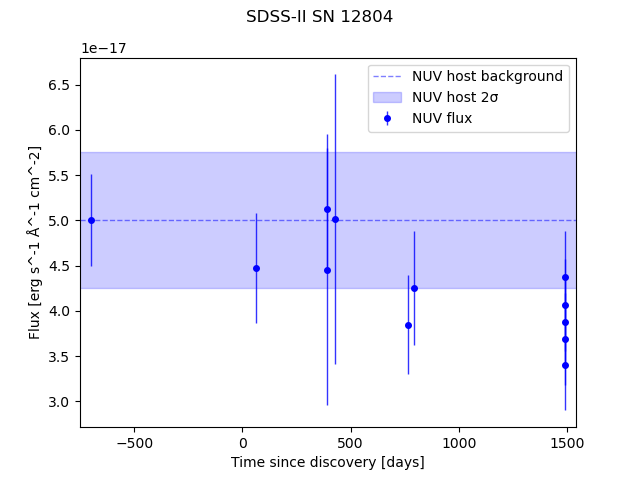 SDSS-II SN 12804
1e−17
NUV host background
NUV host 2σ
NUV flux
6.5
6.0
5.5
5.0
4.5
4.0
3.5
3.0
Flux [erg s^-1 Å^-1 cm^-2]
−500
0
500
1000
1500
Time since discovery [days]